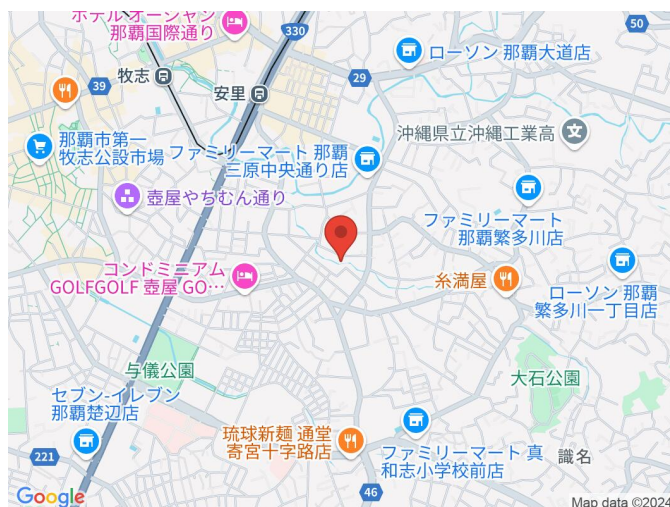 ホテル オーシャン
那覇国際通り
330
50
ローソン 那覇大道店
牧志
安里
29
39
沖縄県立沖縄工業高
那覇市第一
牧志公設市場
ファミリーマート 那覇
三原中央通り店
壺屋やちむん通り
ファミリーマート
那覇繁多川店
コンドミニアム
GOLFGOLF 壺屋 GO…
糸満屋
ローソン 那覇
繁多川一丁目店
与儀公園
大石公園
セブン-イレブン
那覇楚辺店
琉球新麺 通堂
寄宮十字路店
ファミリーマート 真
和志小学校前店
識名
221
46
Google
Map data ©2024